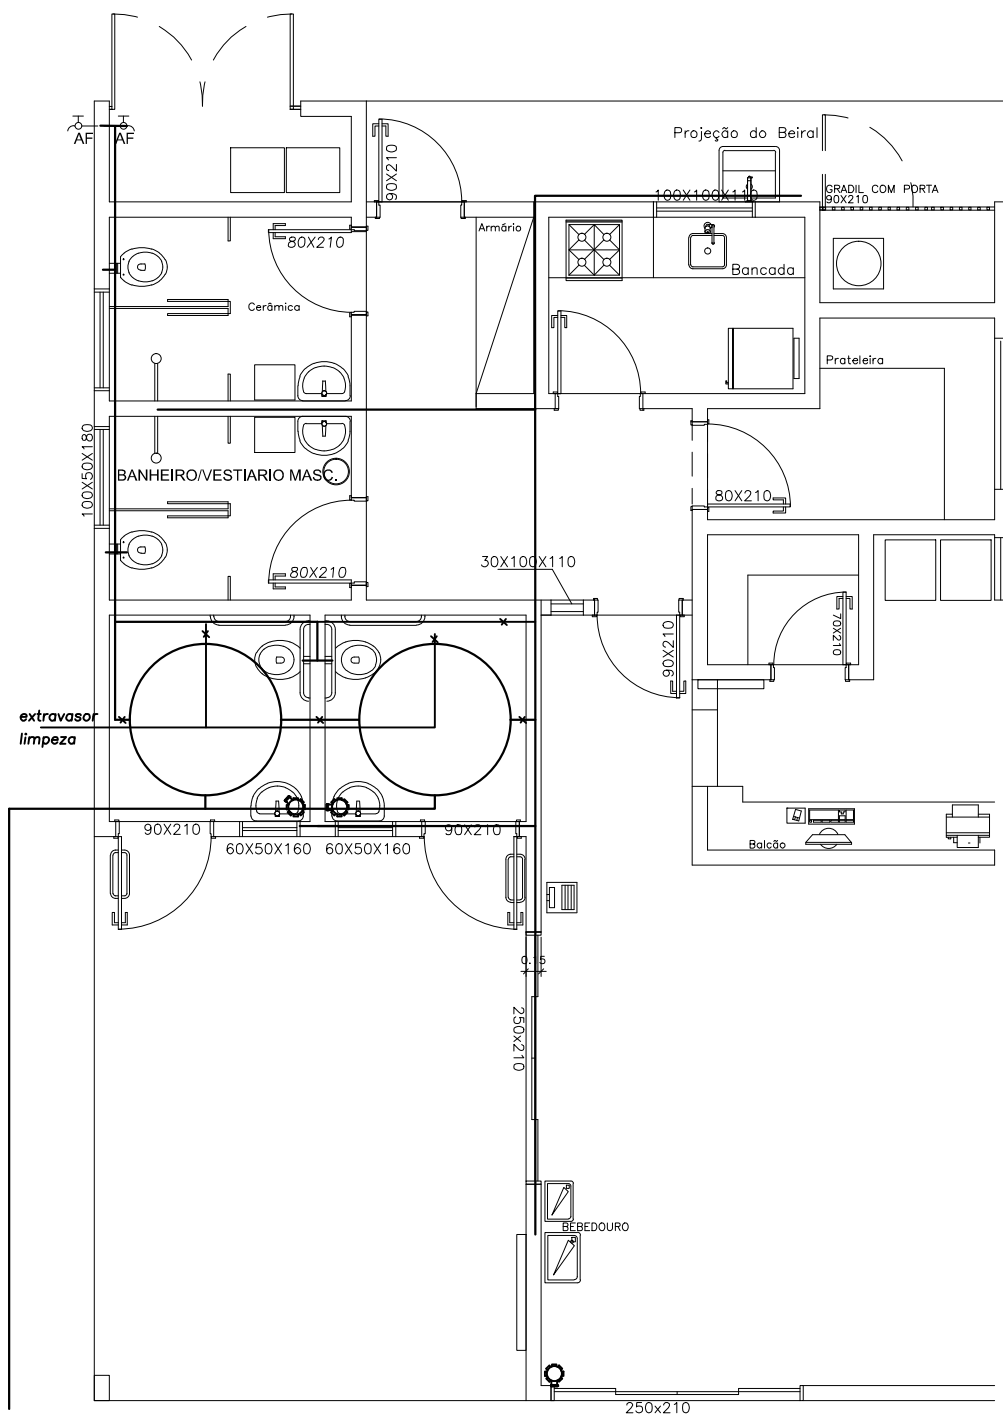 AF AF
90X210
Projeção do Beiral
100X100X110
GRADIL COM PORTA
90X210
80X210
Armário
Bancada
Cerâmica
Prateleira
100X50X180
BANHEIRO/VESTIARIO MASC.
80X210
80X210
30X100X110
90X210
70X210
extravasor
limpeza
90X210
90X210
60X50X160
60X50X160
Balcão
0.15
250x210
BEBEDOURO
250x210